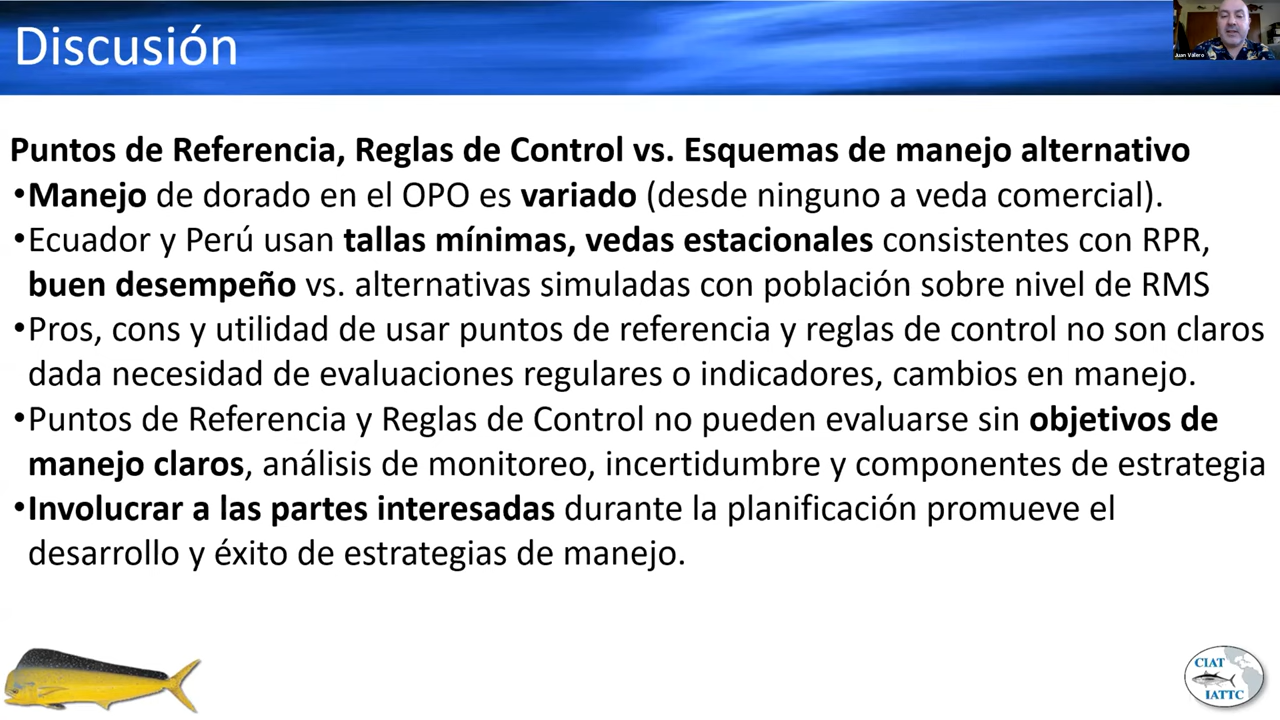 Discusión
Juan Valero
Puntos de Referencia, Reglas de Control vs. Esquemas de manejo alternativo
•Manejo de dorado en el OPO es variado (desde ninguno a veda comercial).
•Ecuador y Perú usan tallas mínimas, vedas estacionales consistentes con RPR,
buen desempeño vs. alternativas simuladas con población sobre nivel de RMS
•Pros, cons y utilidad de usar puntos de referencia y reglas de control no son claros
dada necesidad de evaluaciones regulares o indicadores, cambios en manejo.
•Puntos de Referencia y Reglas de Control no pueden evaluarse sin objetivos de
manejo claros, análisis de monitoreo, incertidumbre y componentes de estrategia
•Involucrar a las partes interesadas durante la planificación promueve el
desarrollo y éxito de estrategias de manejo.
CIAT
IATTC